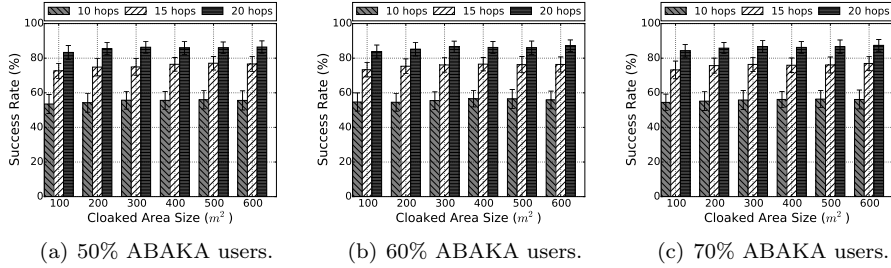 10 hops 15 hops 20 hops
100
80
60
40
20
0
Success Rate (%)
100 200 300 400 500 600
Cloaked Area Size (m²)
(a) 50% ABAKA users.
10 hops 15 hops 20 hops
100
80
60
40
20
0
Success Rate (%)
100 200 300 400 500 600
Cloaked Area Size (m²)
(b) 60% ABAKA users.
10 hops 15 hops 20 hops
100
80
60
40
20
0
Success Rate (%)
100 200 300 400 500 600
Cloaked Area Size (m²)
(c) 70% ABAKA users.